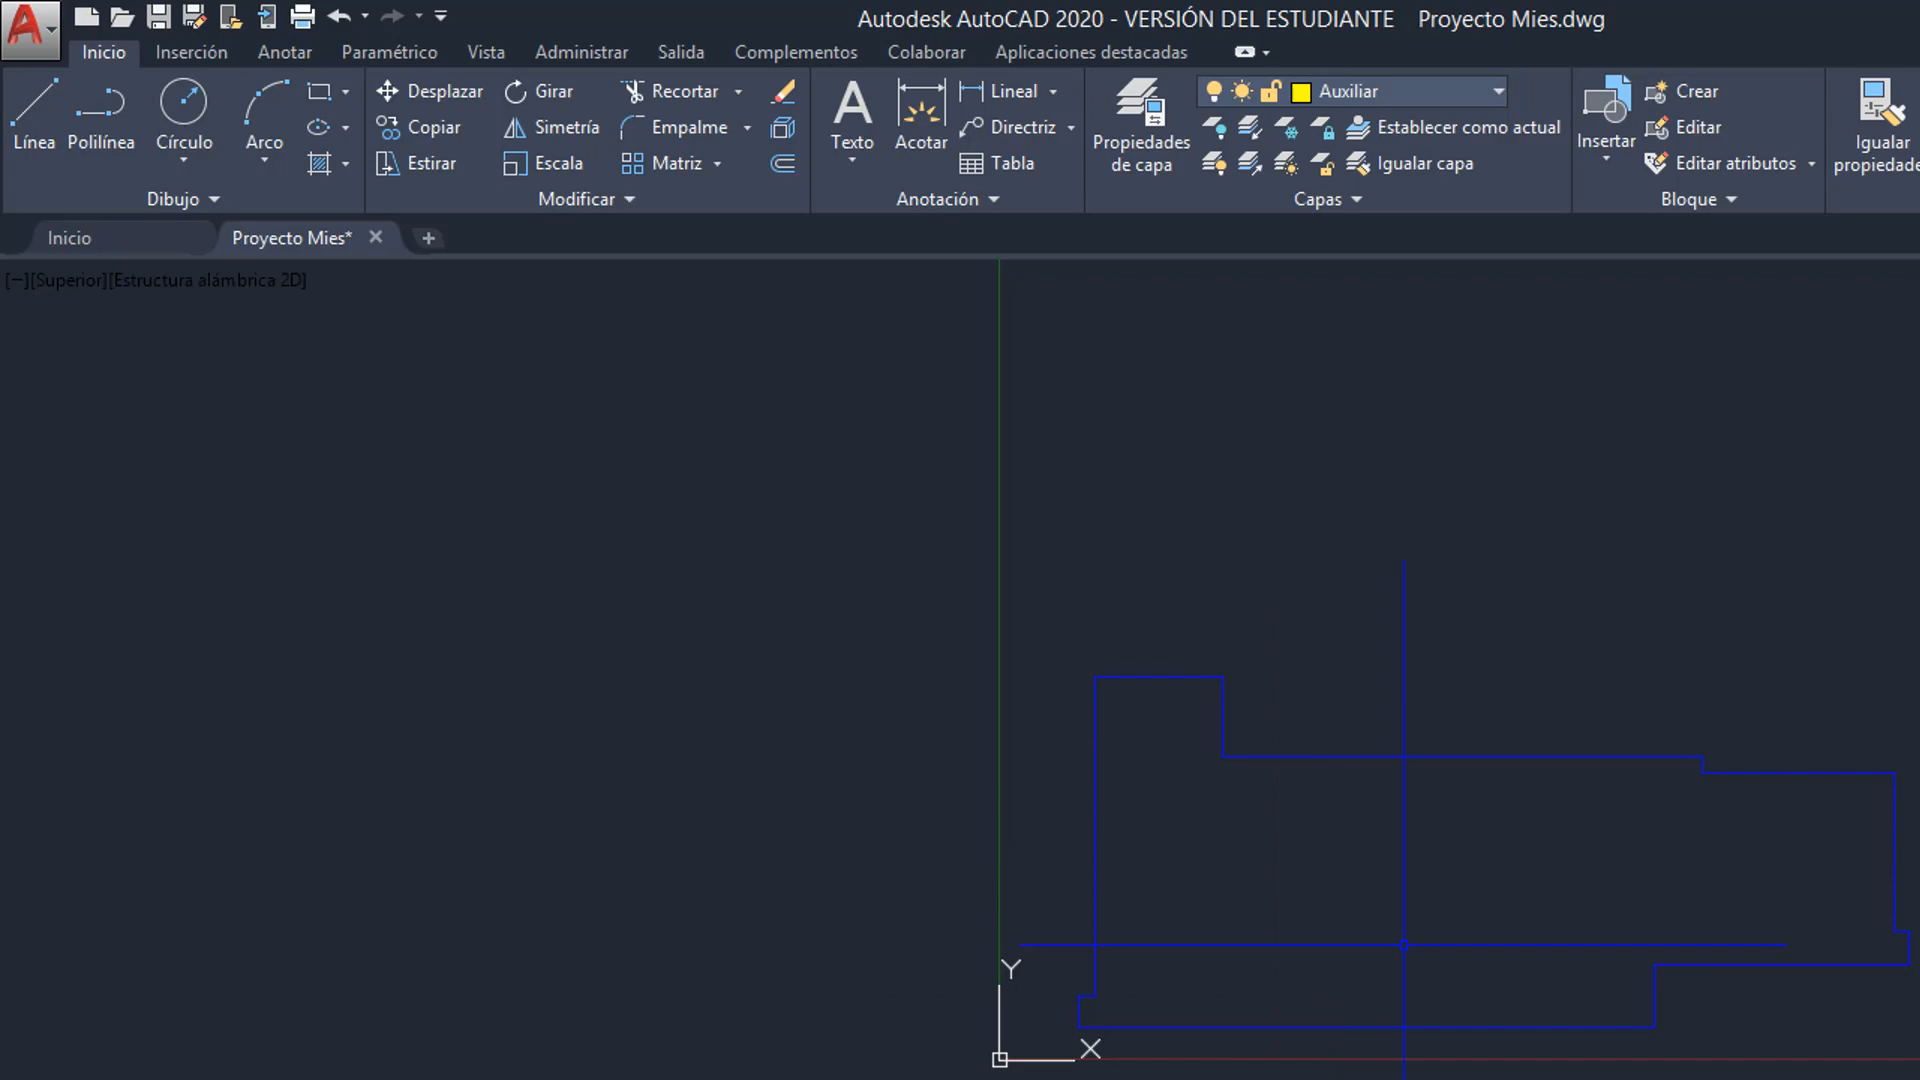 Autodesk AutoCAD 2020 - VERSIÓN DEL ESTUDIANTE Proyecto Mies.dwg
Inicio Inserción Anotar Paramétrico Vista Administrar Salida Complementos Colaborar Aplicaciones destacadas
Línea Polilínea Círculo Arco
Desplazar Girar Recortar
Copiar Simetría Empalme
Estirar Escala Matriz
Texto Acotar
Lineal
Directriz
Tabla
Propiedades de capa
Auxiliar
Establecer como actual
Igualar capa
Insertar
Crear
Editar
Editar atributos
Igualar
Dibujo Modificar Anotación Capas Bloque
Inicio Proyecto Mies*
[−][Superior][Estructura alámbrica 2D]
Y
X